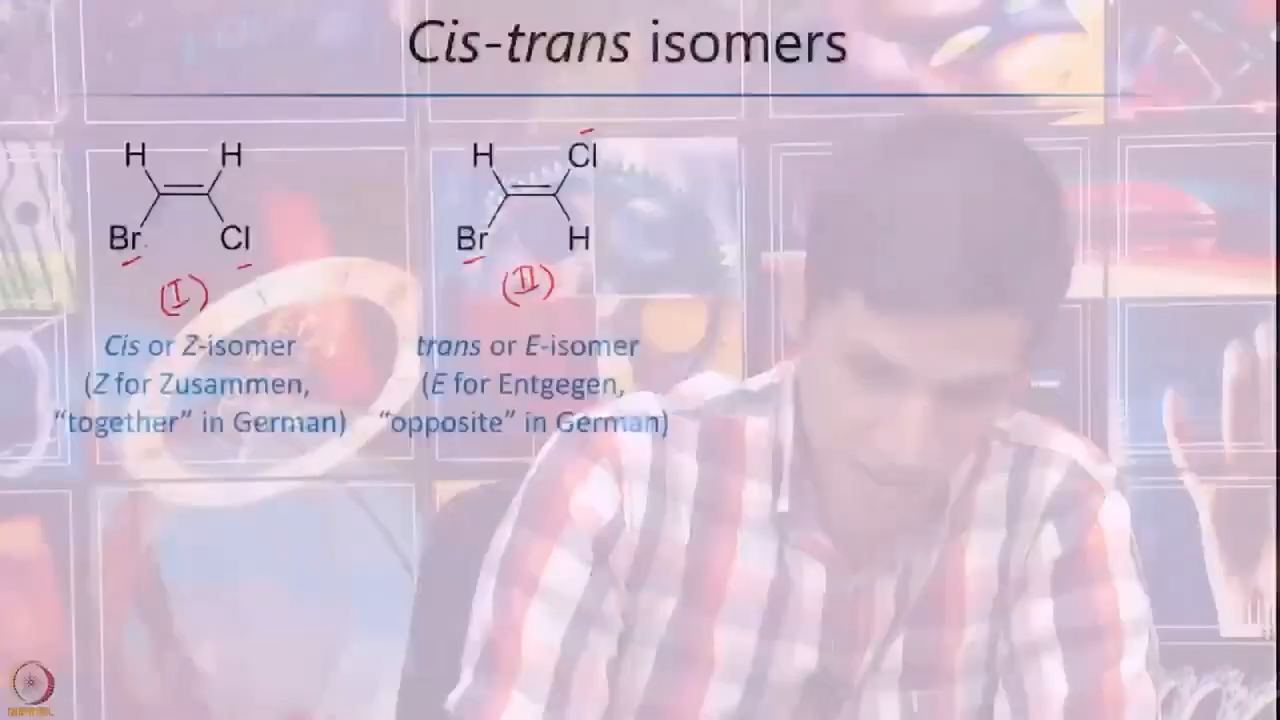 Cis-trans isomers
H H
Br Cl
(I)
Cis or Z-isomer
(Z for Zusammen,
“together” in German)
H Cl
Br H
(II)
trans or E-isomer
(E for Entgegen,
“opposite” in German)
NPTEL